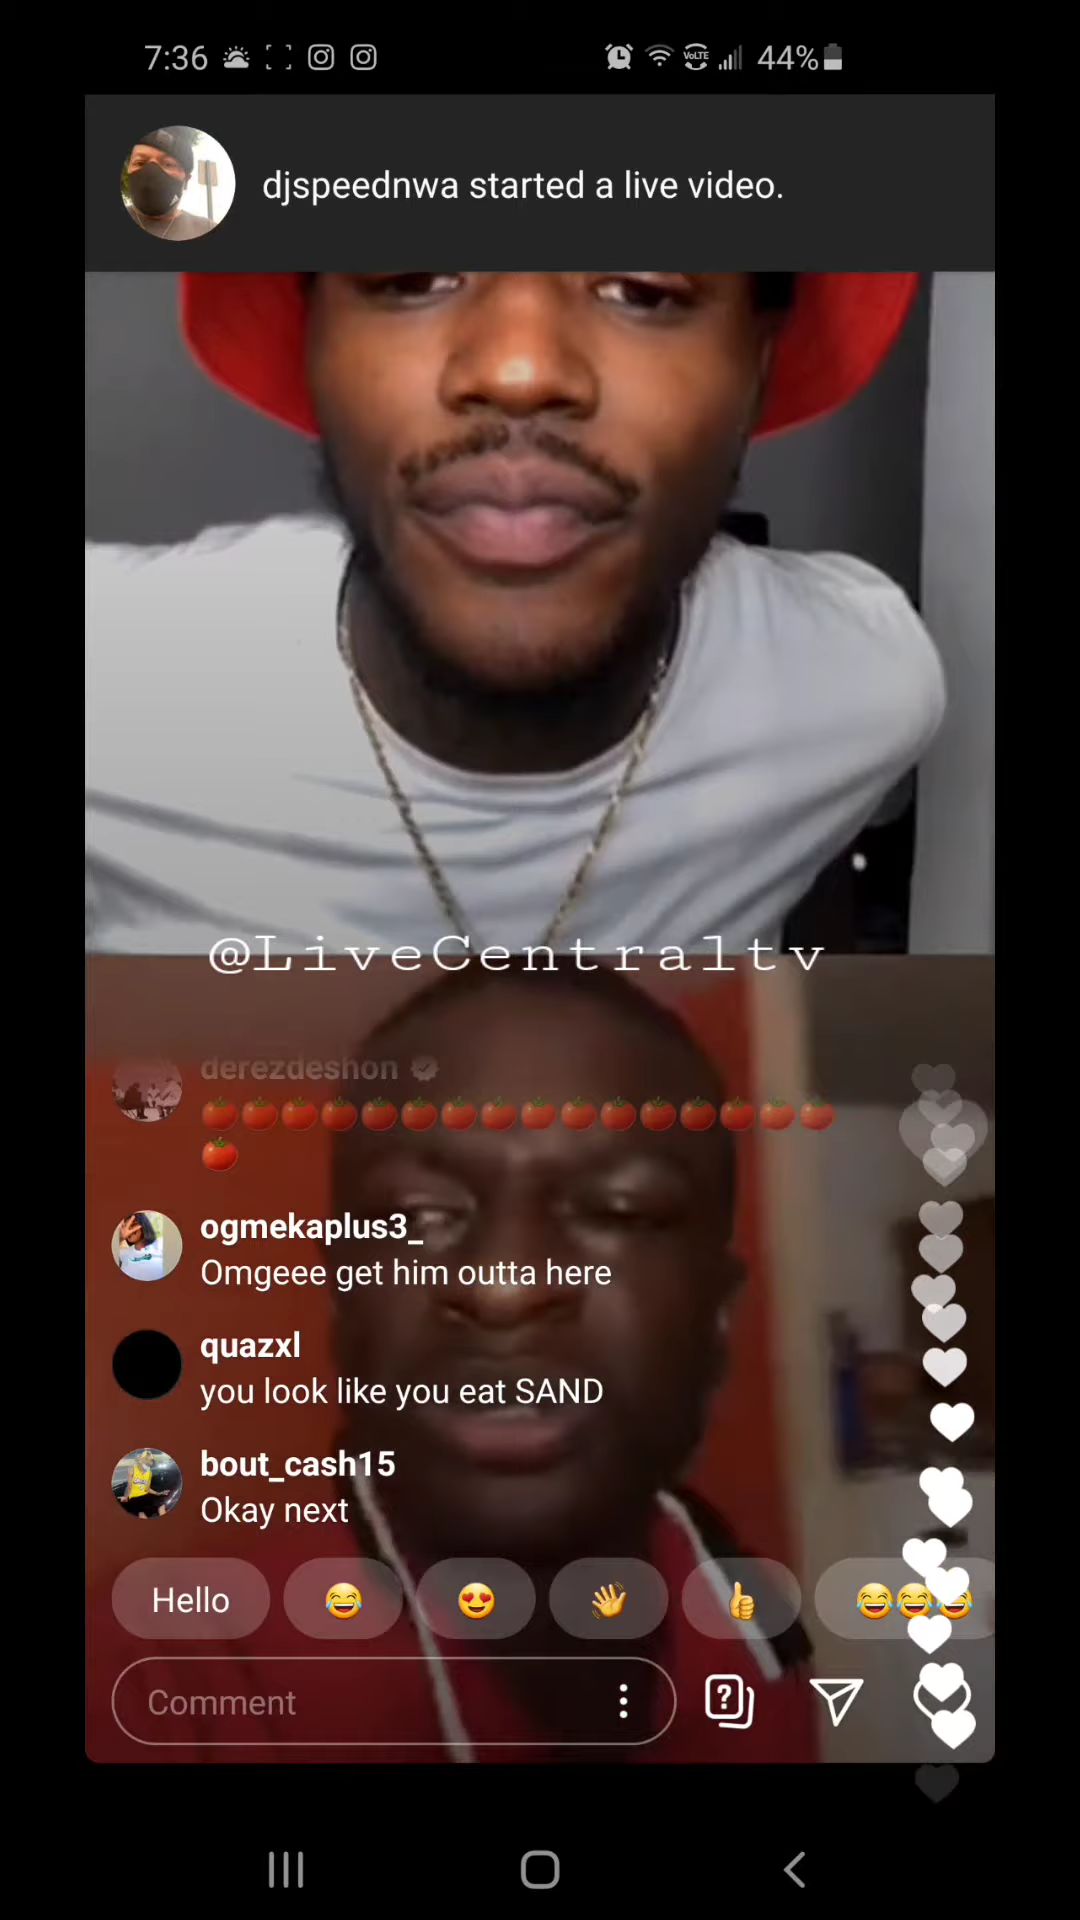 7:36
VoLTE
44%
djspeednwa started a live video.
@LiveCentraltv
derezdeshon
ogmekaplus3_
Omgeee get him outta here
quazxl
you look like you eat SAND
bout_cash15
Okay next
Hello
Comment